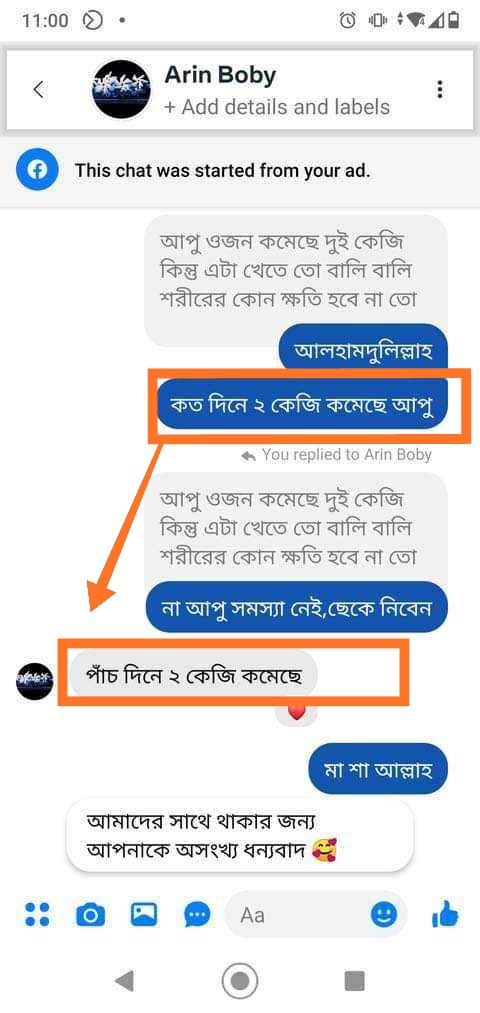 11:00
Arin Boby
+ Add details and labels
This chat was started from your ad.
আপু ওজন কমেছে দুই কেজি
কিন্তু এটা খেতে তো বালি বালি
শরীরের কোন ক্ষতি হবে না তো
আলহামদুলিল্লাহ
কত দিনে ২ কেজি কমেছে আপু
You replied to Arin Boby
আপু ওজন কমেছে দুই কেজি
কিন্তু এটা খেতে তো বালি বালি
শরীরের কোন ক্ষতি হবে না তো
না আপু সমস্যা নেই,ছেকে নিবেন
পাঁচ দিনে ২ কেজি কমেছে
মা শা আল্লাহ
আমাদের সাথে থাকার জন্য
আপনাকে অসংখ্য ধন্যবাদ 🥰
Aa